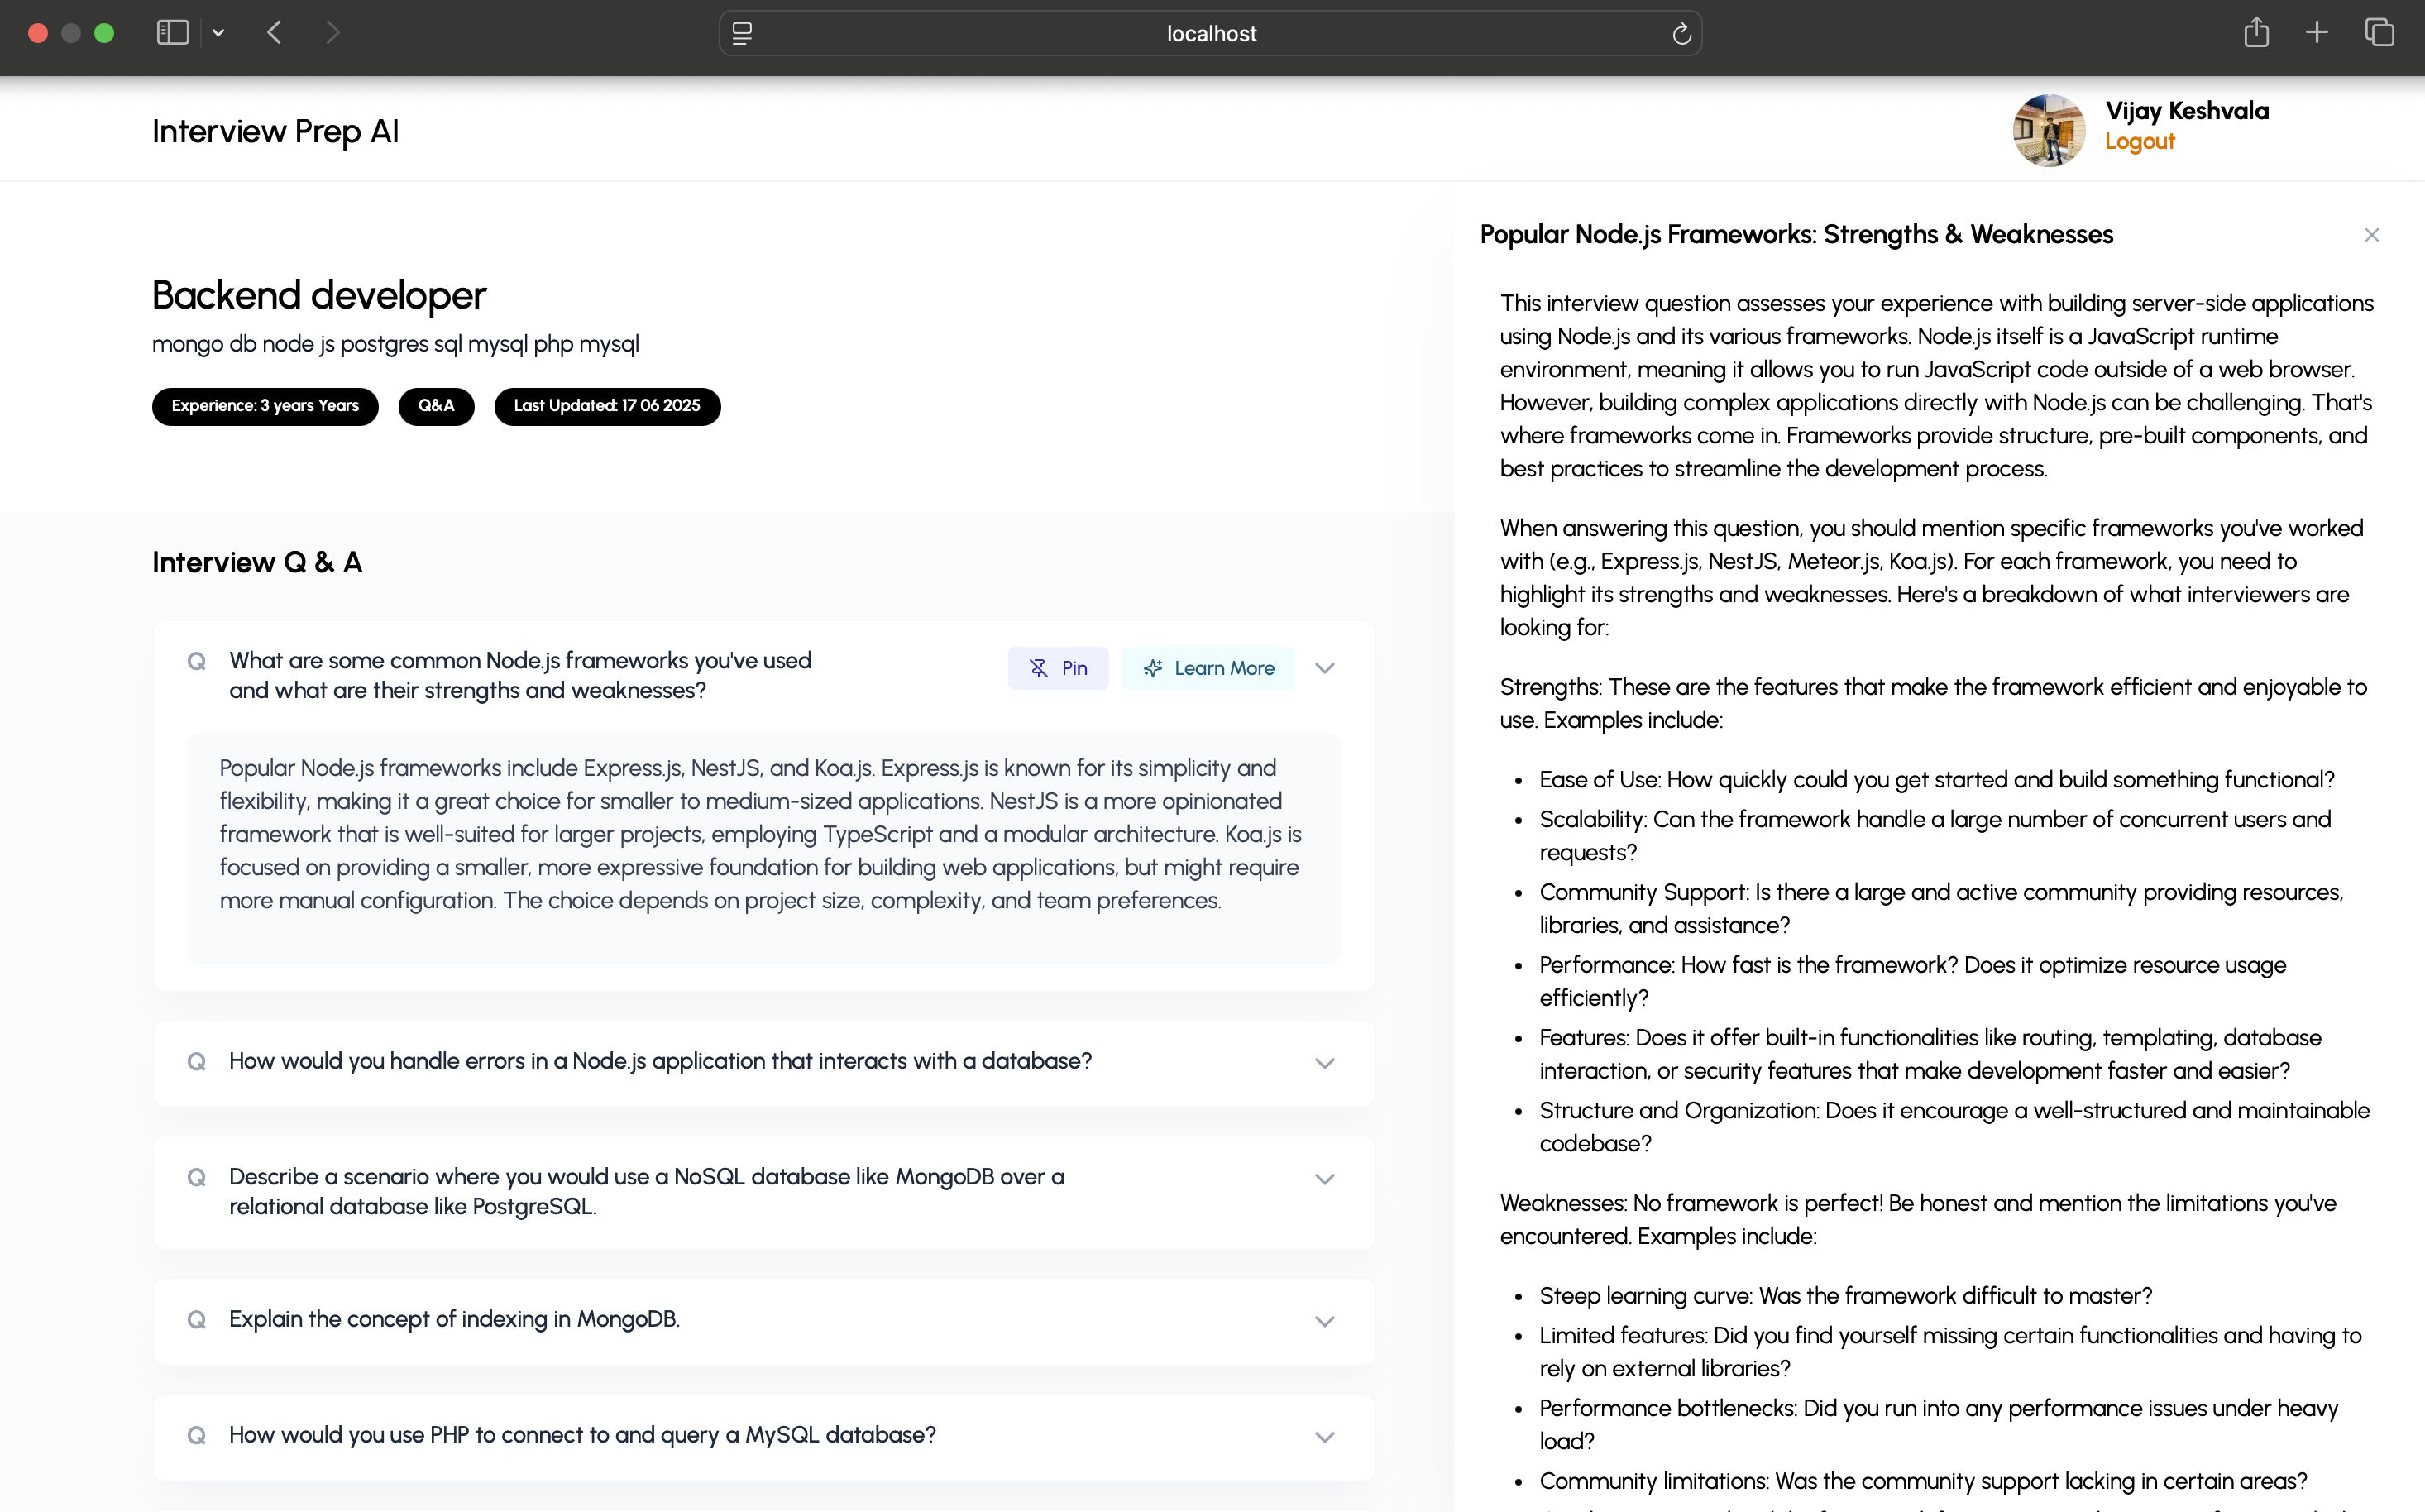 localhost
Interview Prep AI
Vijay Keshvala
Logout
Backend developer
mongo db node js postgres sql mysql php mysql
Experience: 3 years Years
Q&A
Last Updated: 17 06 2025
Interview Q & A
Q
What are some common Node.js frameworks you've used
and what are their strengths and weaknesses?
Pin
Learn More
Popular Node.js frameworks include Express.js, NestJS, and Koa.js. Express.js is known for its simplicity and
flexibility, making it a great choice for smaller to medium-sized applications. NestJS is a more opinionated
framework that is well-suited for larger projects, employing TypeScript and a modular architecture. Koa.js is
focused on providing a smaller, more expressive foundation for building web applications, but might require
more manual configuration. The choice depends on project size, complexity, and team preferences.
Q
How would you handle errors in a Node.js application that interacts with a database?
Q
Describe a scenario where you would use a NoSQL database like MongoDB over a
relational database like PostgreSQL.
Q
Explain the concept of indexing in MongoDB.
Q
How would you use PHP to connect to and query a MySQL database?
Popular Node.js Frameworks: Strengths & Weaknesses
This interview question assesses your experience with building server-side applications
using Node.js and its various frameworks. Node.js itself is a JavaScript runtime
environment, meaning it allows you to run JavaScript code outside of a web browser.
However, building complex applications directly with Node.js can be challenging. That's
where frameworks come in. Frameworks provide structure, pre-built components, and
best practices to streamline the development process.
When answering this question, you should mention specific frameworks you've worked
with (e.g., Express.js, NestJS, Meteor.js, Koa.js). For each framework, you need to
highlight its strengths and weaknesses. Here's a breakdown of what interviewers are
looking for:
Strengths: These are the features that make the framework efficient and enjoyable to
use. Examples include:
• Ease of Use: How quickly could you get started and build something functional?
• Scalability: Can the framework handle a large number of concurrent users and
requests?
• Community Support: Is there a large and active community providing resources,
libraries, and assistance?
• Performance: How fast is the framework? Does it optimize resource usage
efficiently?
• Features: Does it offer built-in functionalities like routing, templating, database
interaction, or security features that make development faster and easier?
• Structure and Organization: Does it encourage a well-structured and maintainable
codebase?
Weaknesses: No framework is perfect! Be honest and mention the limitations you've
encountered. Examples include:
• Steep learning curve: Was the framework difficult to master?
• Limited features: Did you find yourself missing certain functionalities and having to
rely on external libraries?
• Performance bottlenecks: Did you run into any performance issues under heavy
load?
• Community limitations: Was the community support lacking in certain areas?